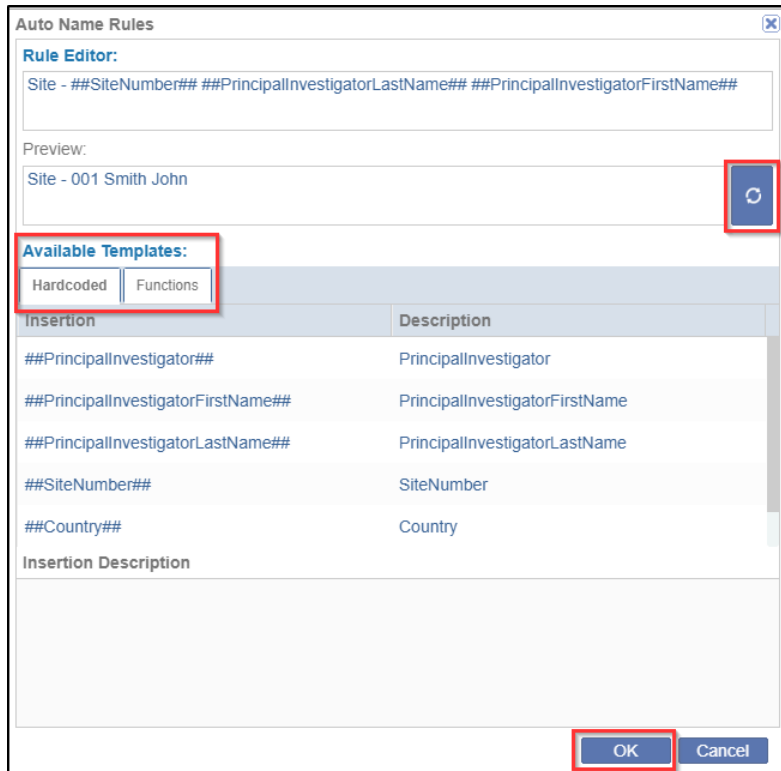 Auto Name Rules
Rule Editor:
Site - ##SiteNumber## ##PrincipalInvestigatorLastName## ##PrincipalInvestigatorFirstName##
Preview:
Site - 001 Smith John
Available Templates:
Hardcoded Functions
Insertion Description
##PrincipalInvestigator## PrincipalInvestigator
##PrincipalInvestigatorFirstName## PrincipalInvestigatorFirstName
##PrincipalInvestigatorLastName## PrincipalInvestigatorLastName
##SiteNumber## SiteNumber
##Country## Country
Insertion Description
OK Cancel